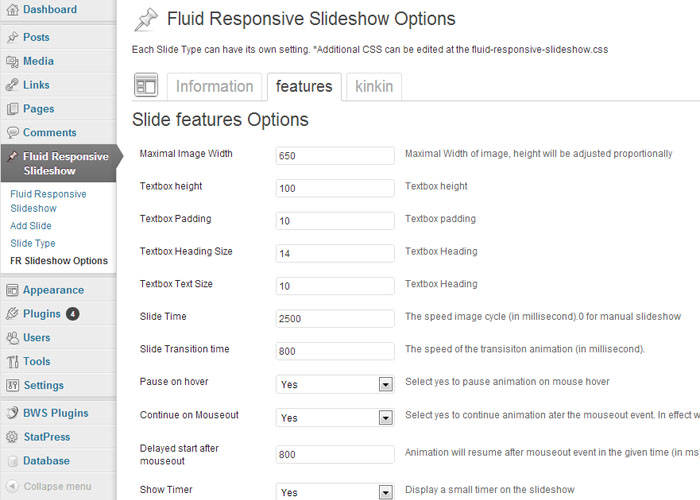 Dashboard
Posts
Media
Links
Pages
Comments
Fluid Responsive
Slideshow
Fluid Responsive
Slideshow
Add Slide
Slide Type
FR Slideshow Options
Appearance
Plugins 4
Users
Tools
Settings
BWS Plugins
StatPress
Database
Collapse menu
Fluid Responsive Slideshow Options
Each Slide Type can have its own setting. *Additional CSS can be edited at the fluid-responsive-slideshow.css
Information features kinkin
Slide features Options
Maximal Image Width 650 Maximal Width of image, height will be adjusted proportionally
Textbox height 100 Textbox height
Textbox Padding 10 Textbox padding
Textbox Heading Size 14 Textbox Heading
Textbox Text Size 10 Textbox Heading
Slide Time 2500 The speed image cycle (in millisecond).0 for manual slideshow
Slide Transition time 800 The speed of the transisiton animation (in millisecond).
Pause on hover Yes Select yes to pause animation on mouse hover
Continue on Mouseout Yes Select yes to continue animation ater the mouseout event. In effect w
Delayed start after
mouseout 800 Animation will resume after mouseout event in the given time (in ms
Show Timer Yes Display a small timer on the slideshow